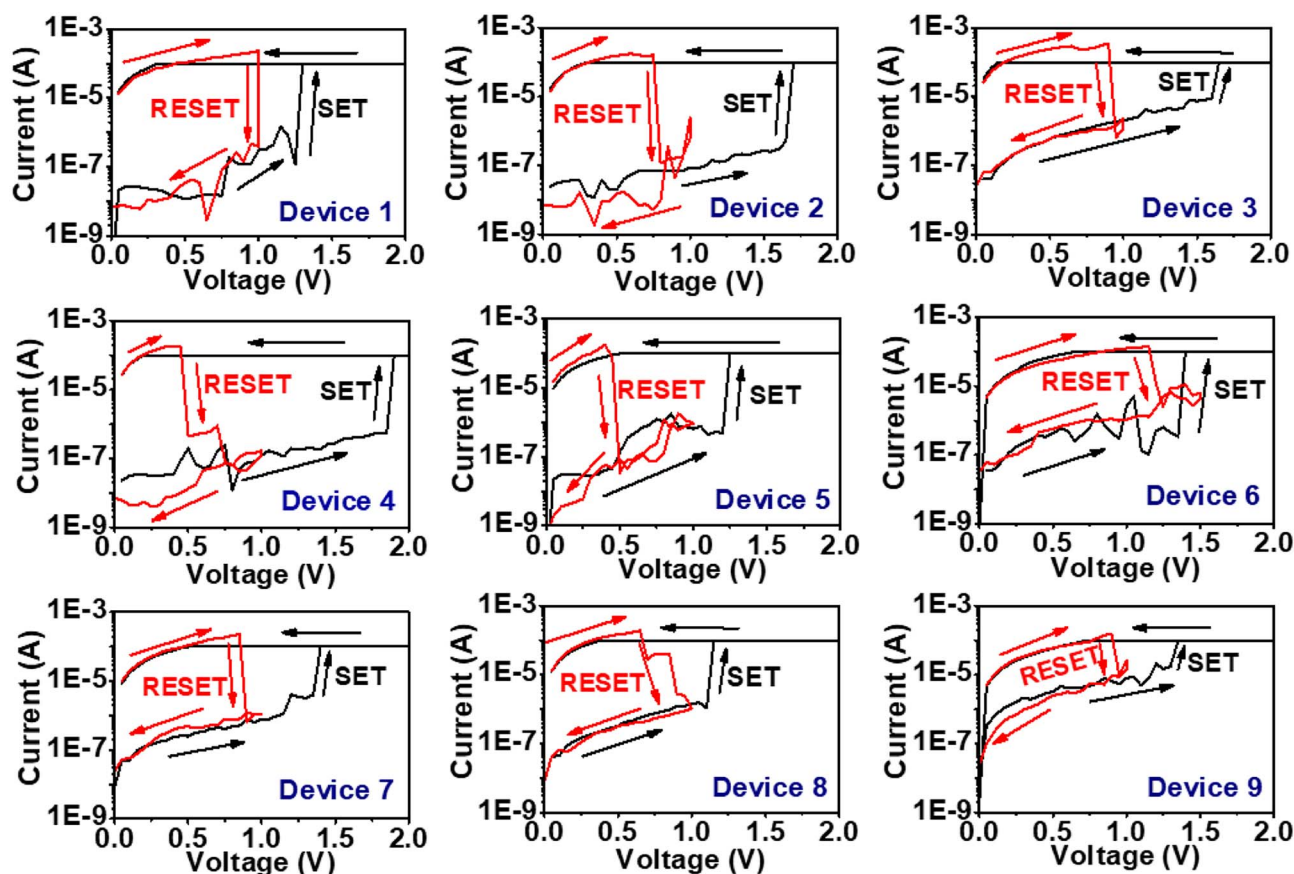 Current (A)
1E-3
1E-5
1E-7
1E-9
RESET
SET
Device 1
0.0 0.5 1.0 1.5 2.0
Voltage (V)
Current (A)
1E-3
1E-5
1E-7
1E-9
RESET
SET
Device 2
0.0 0.5 1.0 1.5 2.0
Voltage (V)
Current (A)
1E-3
1E-5
1E-7
1E-9
RESET
SET
Device 3
0.0 0.5 1.0 1.5 2.0
Voltage (V)
Current (A)
1E-3
1E-5
1E-7
1E-9
RESET
SET
Device 4
0.0 0.5 1.0 1.5 2.0
Voltage (V)
Current (A)
1E-3
1E-5
1E-7
1E-9
RESET
SET
Device 5
0.0 0.5 1.0 1.5 2.0
Voltage (V)
Current (A)
1E-3
1E-5
1E-7
1E-9
RESET
SET
Device 6
0.0 0.5 1.0 1.5 2.0
Voltage (V)
Current (A)
1E-3
1E-5
1E-7
1E-9
RESET
SET
Device 7
0.0 0.5 1.0 1.5 2.0
Voltage (V)
Current (A)
1E-3
1E-5
1E-7
1E-9
RESET
SET
Device 8
0.0 0.5 1.0 1.5 2.0
Voltage (V)
Current (A)
1E-3
1E-5
1E-7
1E-9
RESET
SET
Device 9
0.0 0.5 1.0 1.5 2.0
Voltage (V)